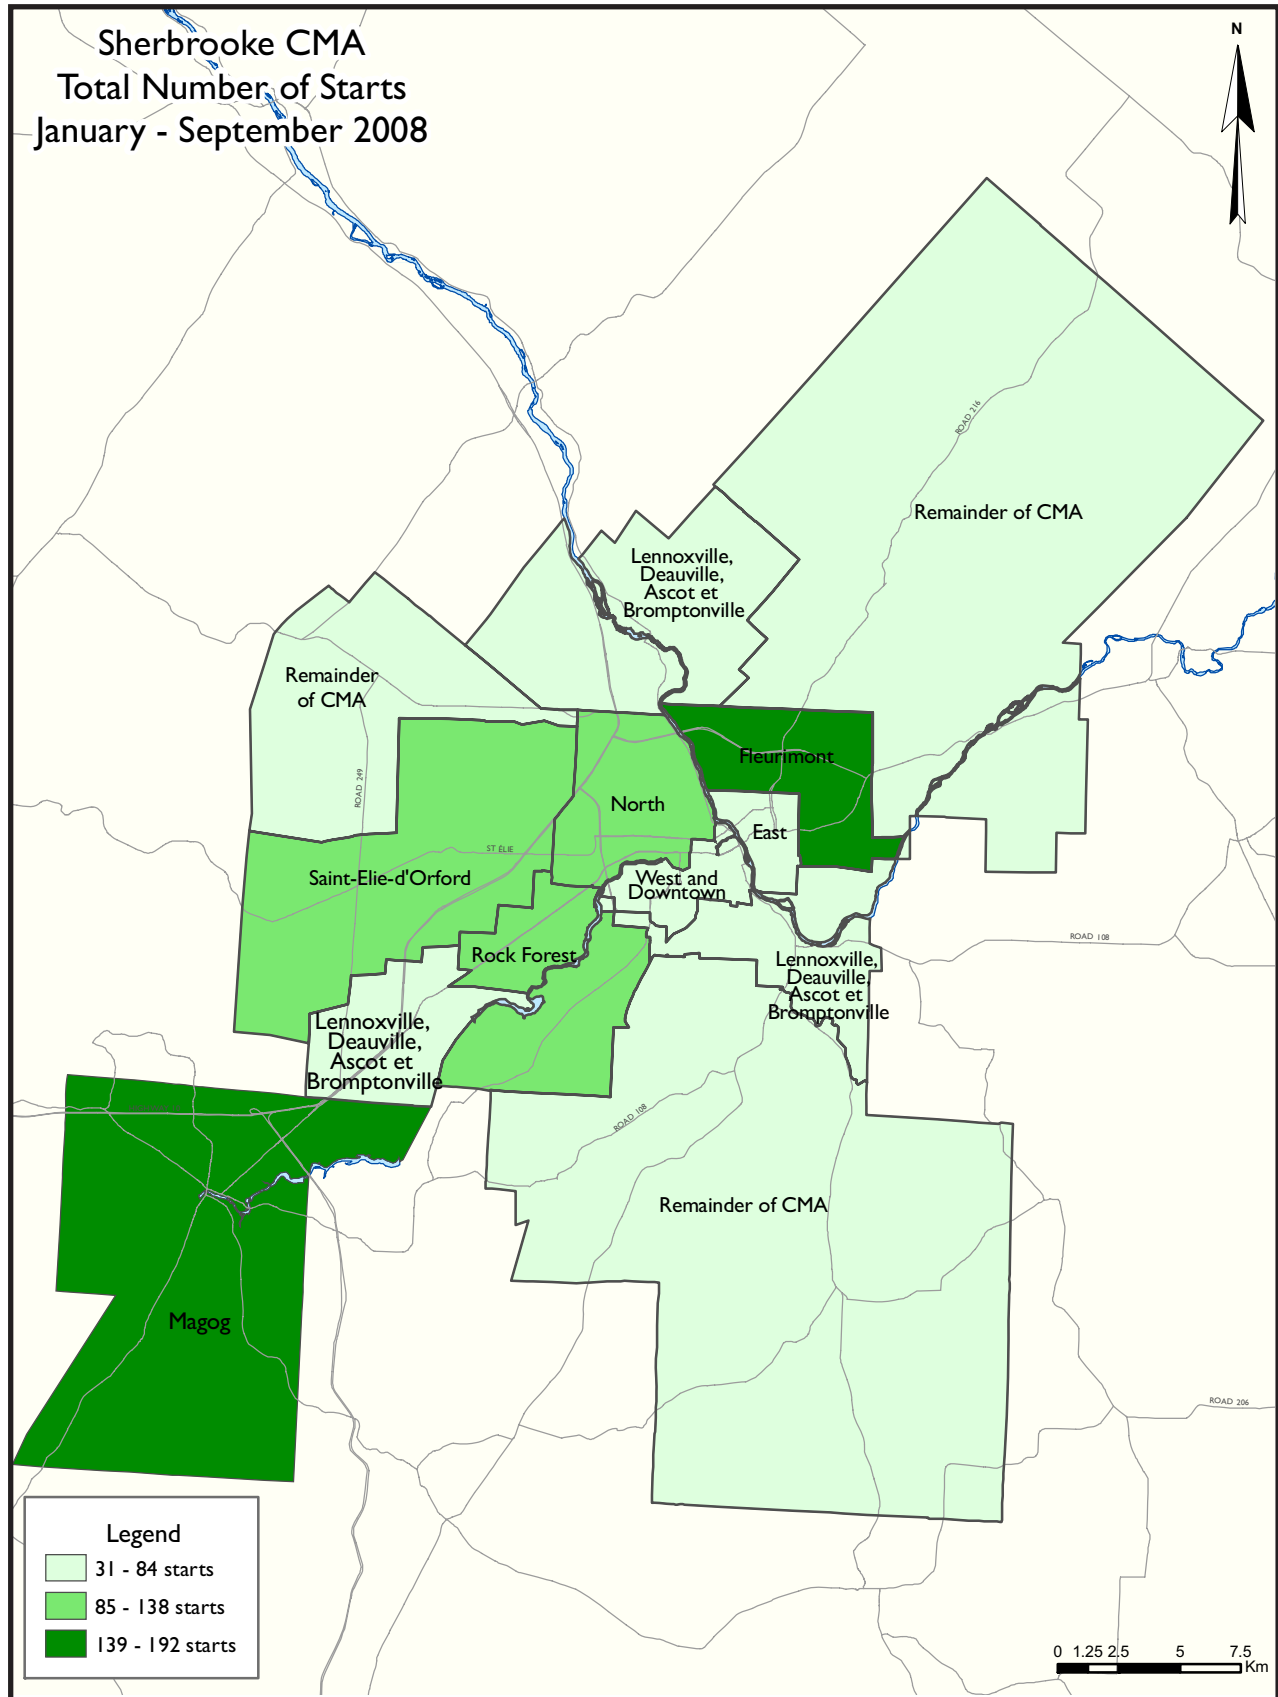 Sherbrooke CMA
Total Number of Starts
January - September 2008
N
ROAD 216
Remainder of CMA
Lennoxville,
Deauville,
Ascot et
Bromptonville
Remainder
of CMA
ROAD 249
Fleurimont
North
East
ST ELIE
Saint-Elie-d'Orford
West and
Downtown
ROAD 108
Rock Forest
Lennoxville,
Deauville,
Ascot et
Bromptonville
Lennoxville,
Deauville,
Ascot et
Bromptonville
ROAD 108
Remainder of CMA
Magog
ROAD 206
Legend
31 - 84 starts
85 - 138 starts
139 - 192 starts
0 1.25 2.5 5 7.5
Km